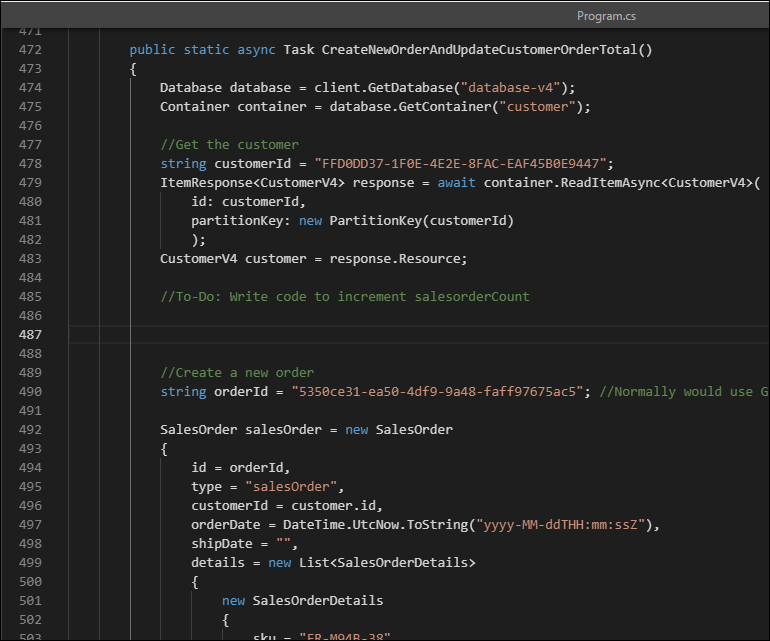 Program.cs
471
472 public static async Task CreateNewOrderAndUpdateCustomerOrderTotal()
473 {
474 Database database = client.GetDatabase("database-v4");
475 Container container = database.GetContainer("customer");
476
477 //Get the customer
478 string customerId = "FFD0DD37-1F0E-4E2E-8FAC-EAF45B0E9447";
479 ItemResponse<CustomerV4> response = await container.ReadItemAsync<CustomerV4>(
480 id: customerId,
481 partitionKey: new PartitionKey(customerId)
482 );
483 CustomerV4 customer = response.Resource;
484
485 //To-Do: Write code to increment salesorderCount
486
487
488
489 //Create a new order
490 string orderId = "5350ce31-ea50-4df9-9a48-faff97675ac5"; //Normally would use G
491
492 SalesOrder salesOrder = new SalesOrder
493 {
494 id = orderId,
495 type = "salesOrder",
496 customerId = customer.id,
497 orderDate = DateTime.UtcNow.ToString("yyyy-MM-ddTHH:mm:ssZ"),
498 shipDate = "",
499 details = new List<SalesOrderDetails>
500 {
501 new SalesOrderDetails
502 {
503 sku = "FR-M94B-38"